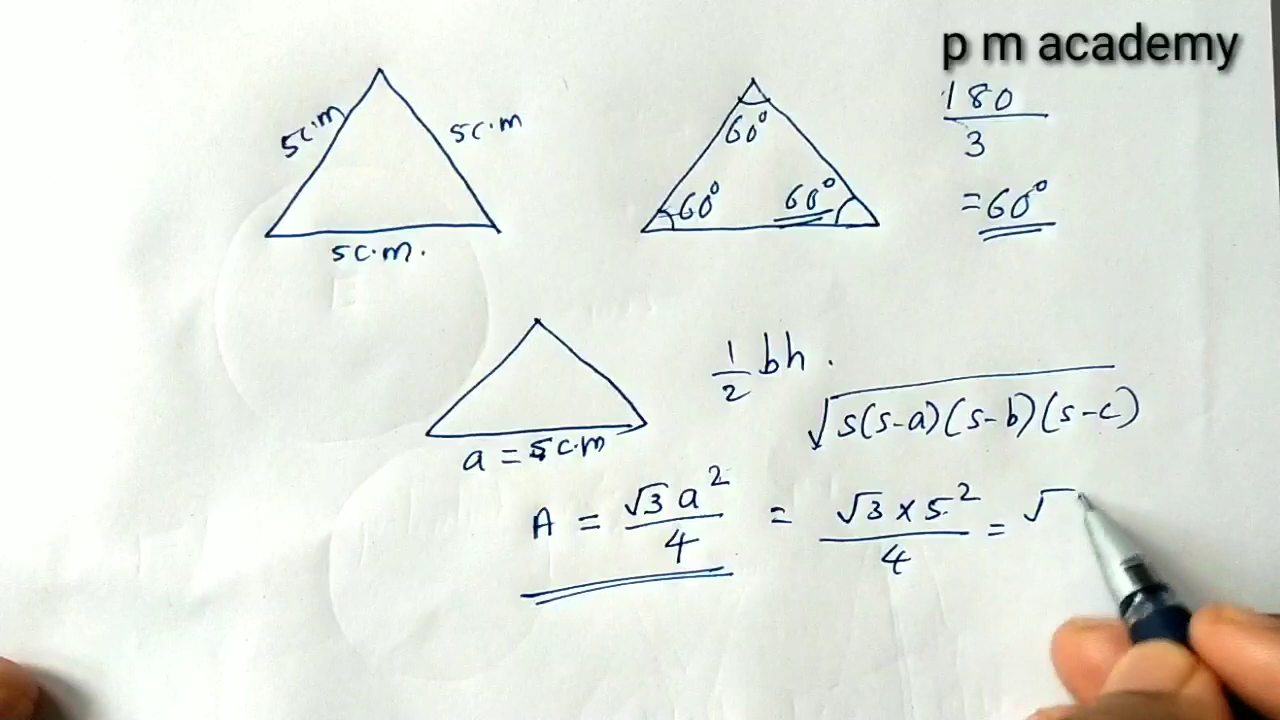 p m academy
5c.m
5c.m
5c.m.
60°
60°
60°
180
3
=60°
a = 5c.m
1/2 bh.
√s(s-a)(s-b)(s-c)
A = √3 a² / 4 = √3 × 5² / 4 = √